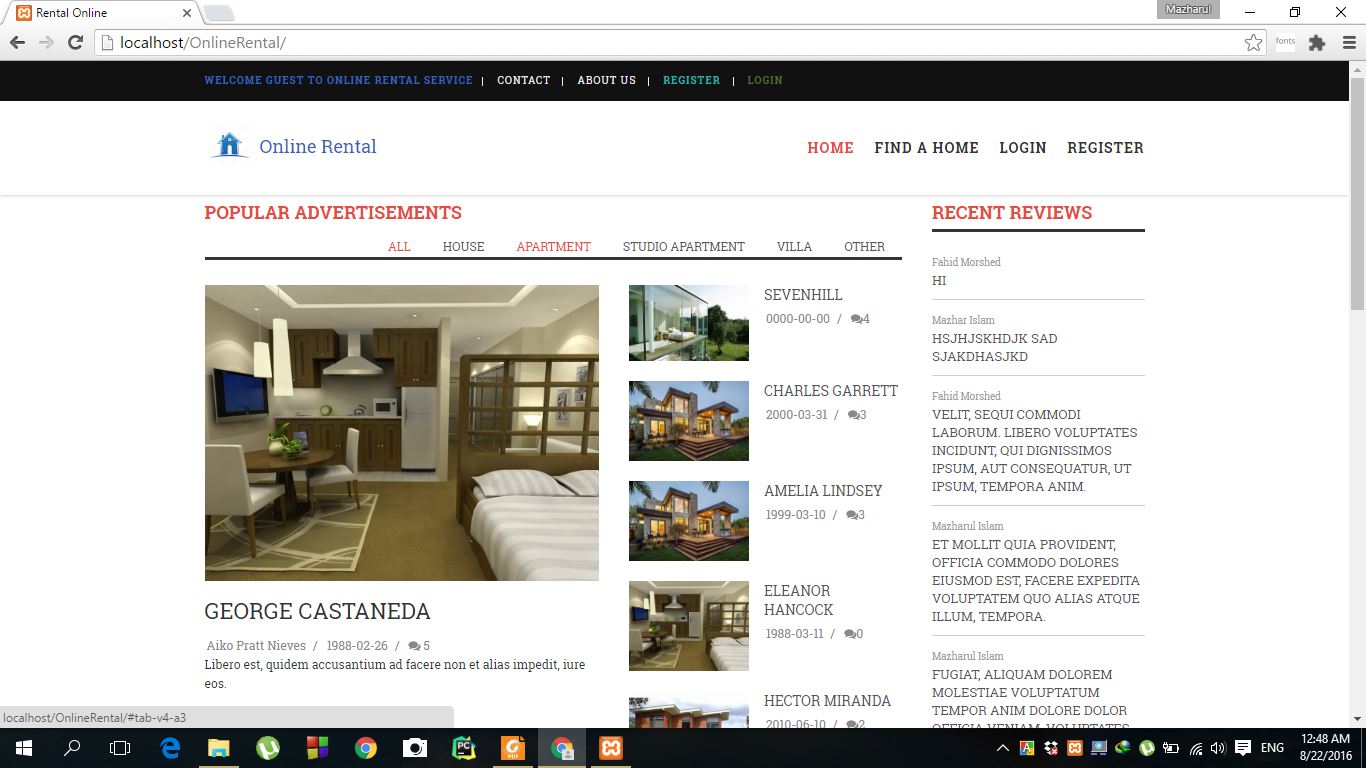 Rental Online
Mazharul
localhost/OnlineRental/
fonts
WELCOME GUEST TO ONLINE RENTAL SERVICE | CONTACT | ABOUT US | REGISTER | LOGIN
Online Rental
HOME FIND A HOME LOGIN REGISTER
POPULAR ADVERTISEMENTS
ALL HOUSE APARTMENT STUDIO APARTMENT VILLA OTHER
GEORGE CASTANEDA
Aiko Pratt Nieves / 1988-02-26 / 5
Libero est, quidem accusantium ad facere non et alias impedit, iure
eos.
SEVENHILL
0000-00-00 / 4
CHARLES GARRETT
2000-03-31 / 3
AMELIA LINDSEY
1999-03-10 / 3
ELEANOR
HANCOCK
1988-03-11 / 0
HECTOR MIRANDA
2010-06-10 / 2
RECENT REVIEWS
Fahid Morshed
HI
Mazhar Islam
HSJHJSKHDJK SAD
SJAKDHASJKD
Fahid Morshed
VELIT, SEQUI COMMODI
LABORUM. LIBERO VOLUPTATES
INCIDUNT, QUI DIGNISSIMOS
IPSUM, AUT CONSEQUATUR, UT
IPSUM, TEMPORA ANIM.
Mazharul Islam
ET MOLLIT QUIA PROVIDENT,
OFFICIA COMMODO DOLORES
EIUSMOD EST, FACERE EXPEDITA
VOLUPTATEM QUO ALIAS ATQUE
ILLUM, TEMPORA.
Mazharul Islam
FUGIAT, ALIQUAM DOLOREM
MOLESTIAE VOLUPTATUM
TEMPOR ANIM DOLORE DOLOR
OFFICIA VENIAM, VOLUPTATES
localhost/OnlineRental/#tab-v4-a3
PC
PDF
ENG
12:48 AM
8/22/2016